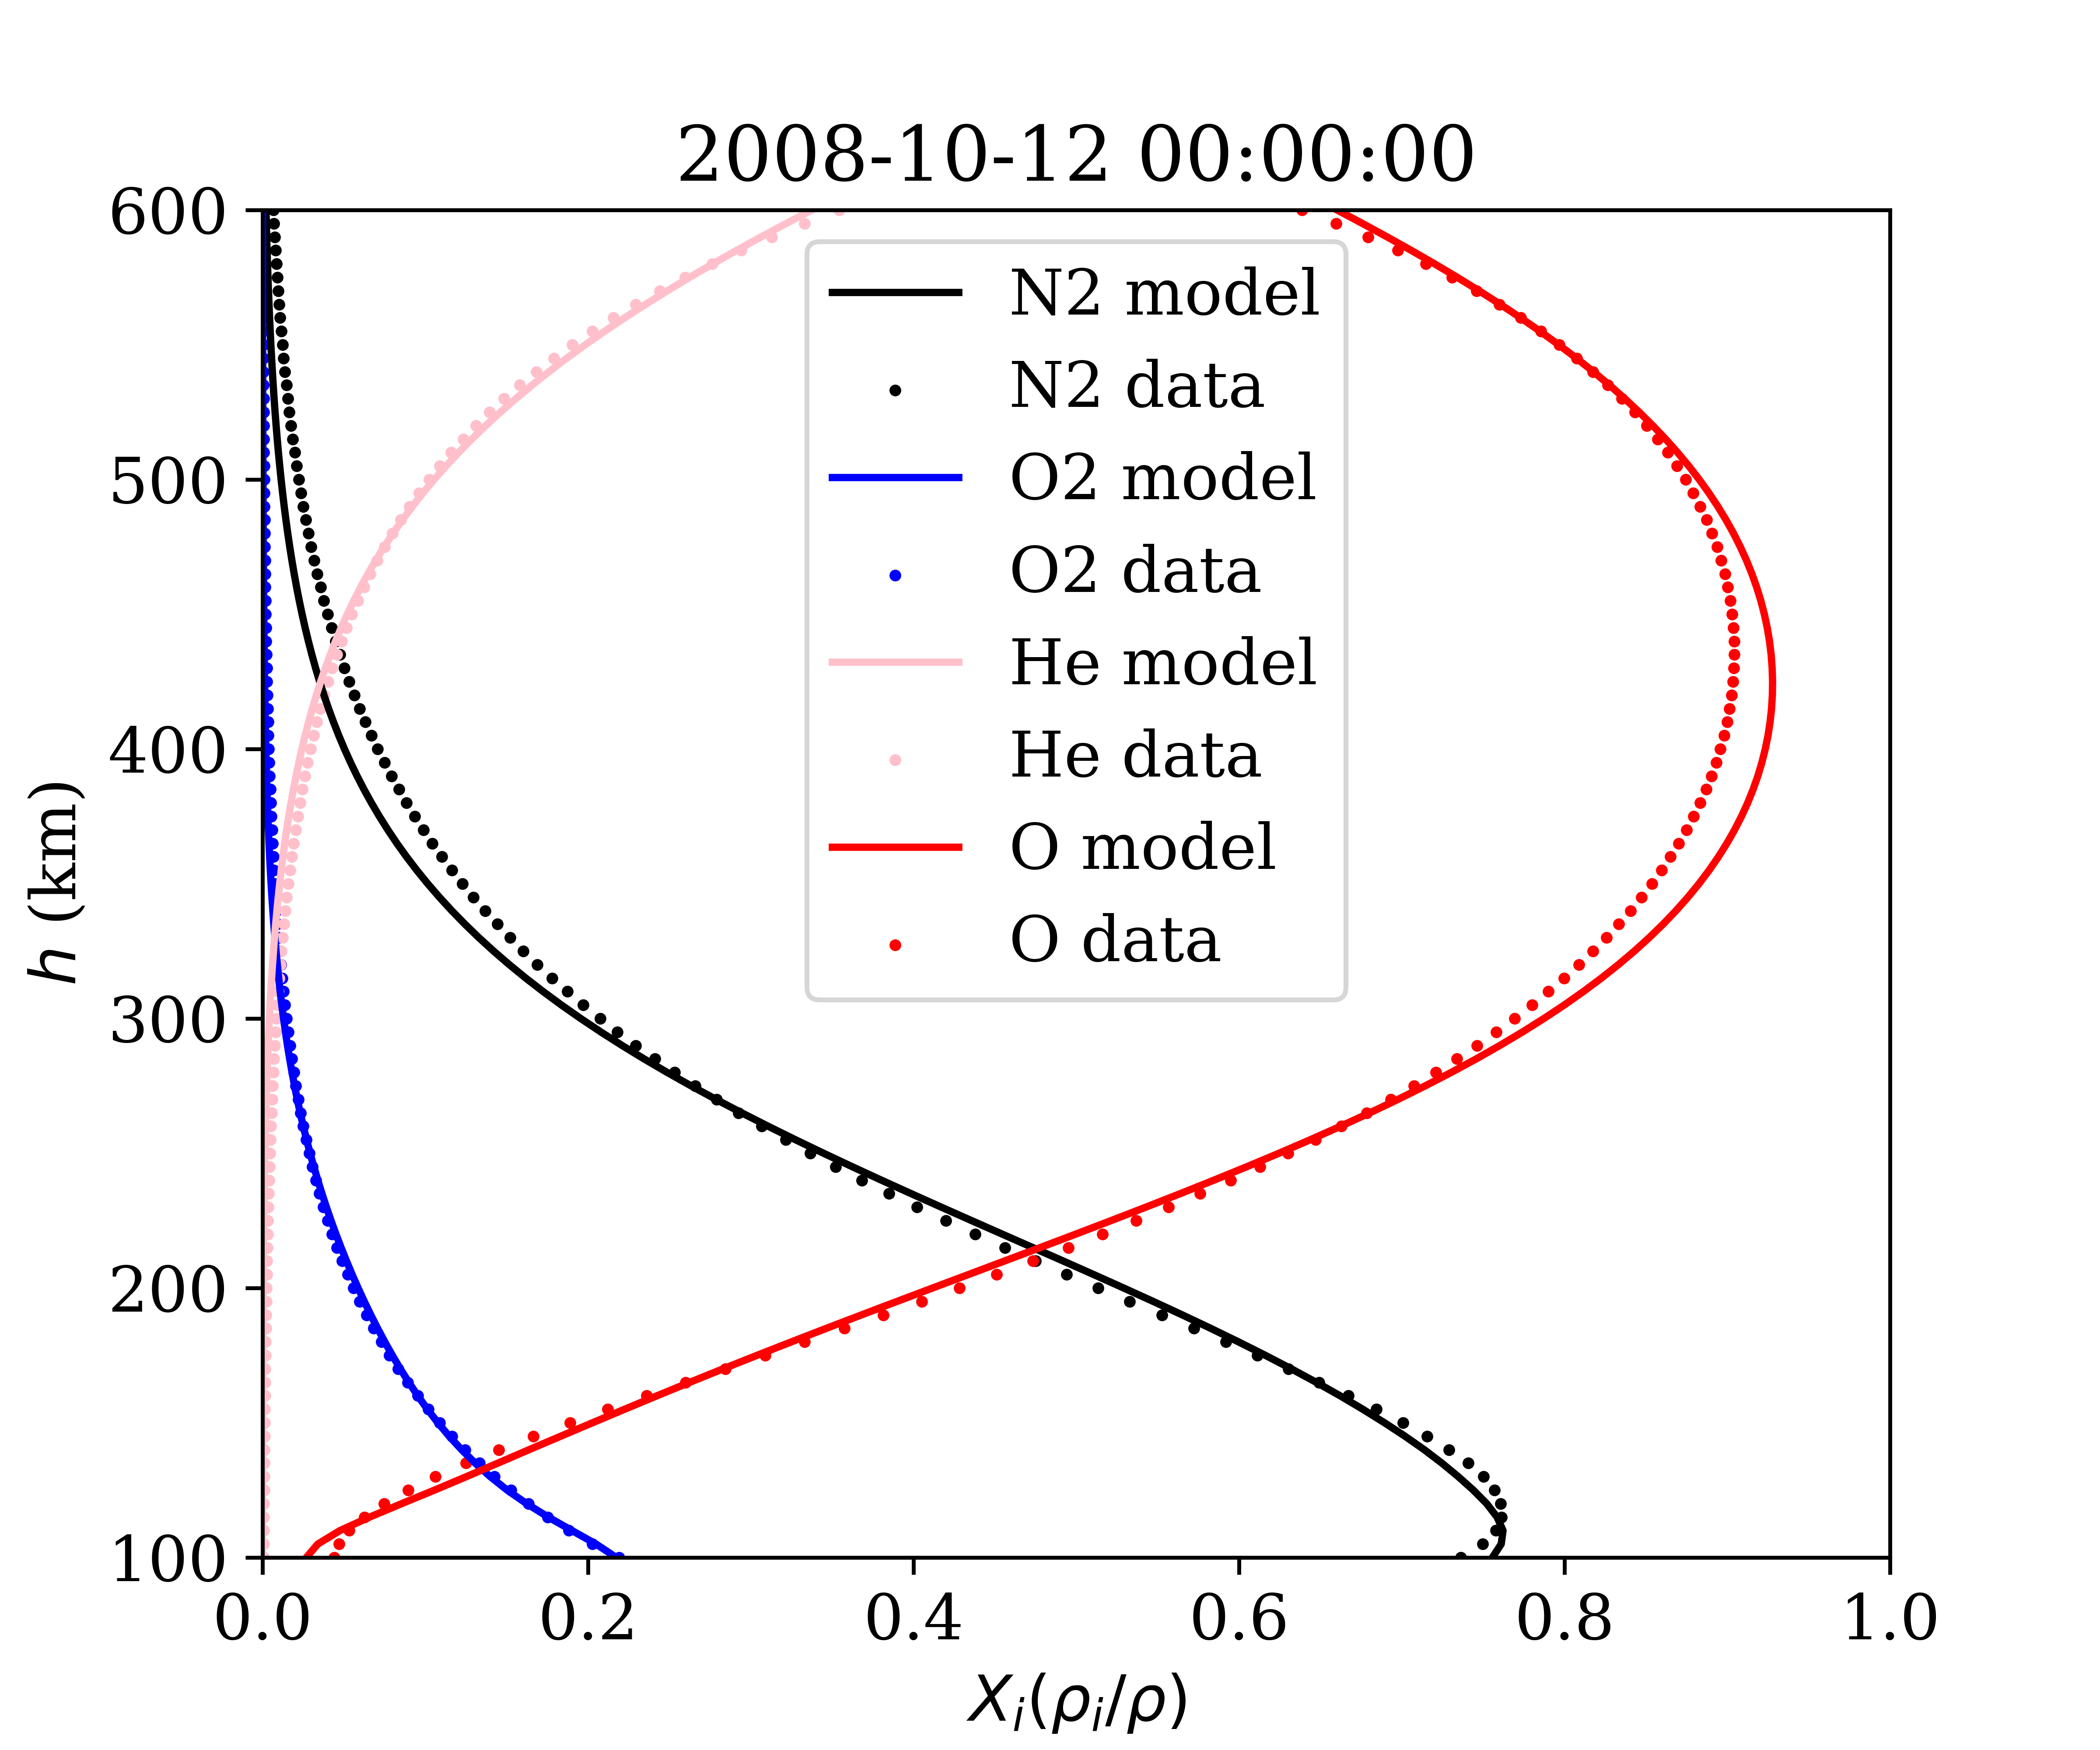 2008-10-12 00:00:00
600
500
400
300
200
100
h (km)
N2 model
N2 data
O2 model
O2 data
He model
He data
O model
O data
0.0 0.2 0.4 0.6 0.8 1.0
Xᵢ(ρᵢ/ρ)